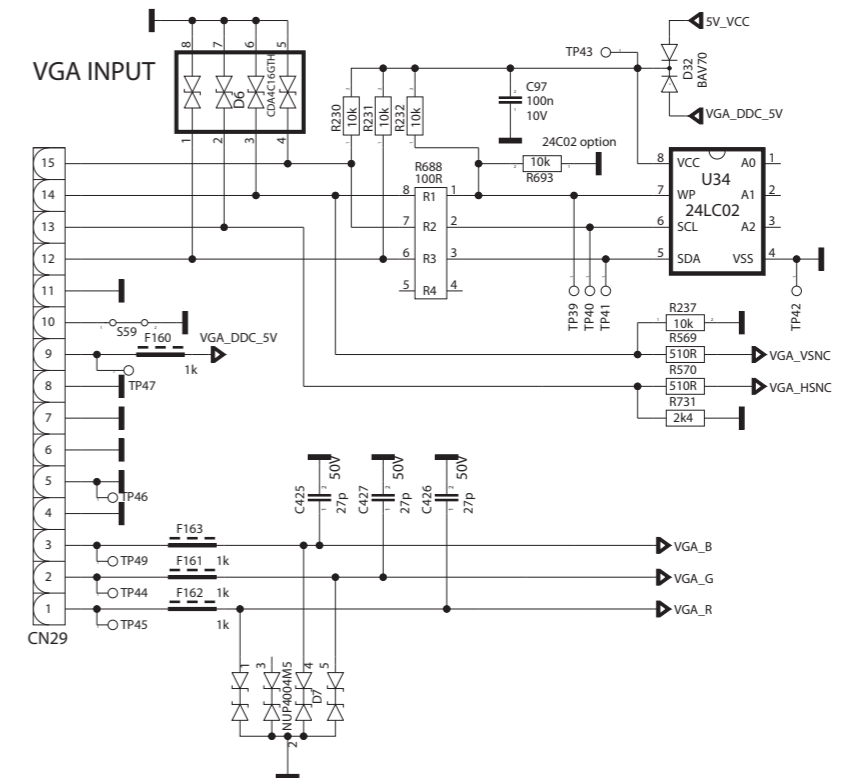 VGA INPUT
8 7 6 5
D6
CDA4C16GTH
1 2 3 4
TP43
5V_VCC
D32
BAV70
VGA_DDC_5V
R230 10k
R231 10k
R232 10k
C97
100n
10V
24C02 option
10k
R693
R688
100R
8 R1 1
7 R2 2
6 R3 3
5 R4 4
8 VCC A0 1
U34
7 WP A1 2
24LC02
6 SCL A2 3
5 SDA VSS 4
TP39
TP40
TP41
TP42
15
14
13
12
11
10
S59
9
F160
1k
VGA_DDC_5V
TP47
8
7
6
5
TP46
4
R237
10k
R569
510R
VGA_VSNC
R570
510R
VGA_HSNC
R731
2k4
C425
50V
27p
C427
50V
27p
C426
50V
27p
3
F163
1k
TP49
VGA_B
2
F161
1k
TP44
VGA_G
1
F162
1k
TP45
VGA_R
CN29
1 3 4 5
NUP4004M5
D7
2